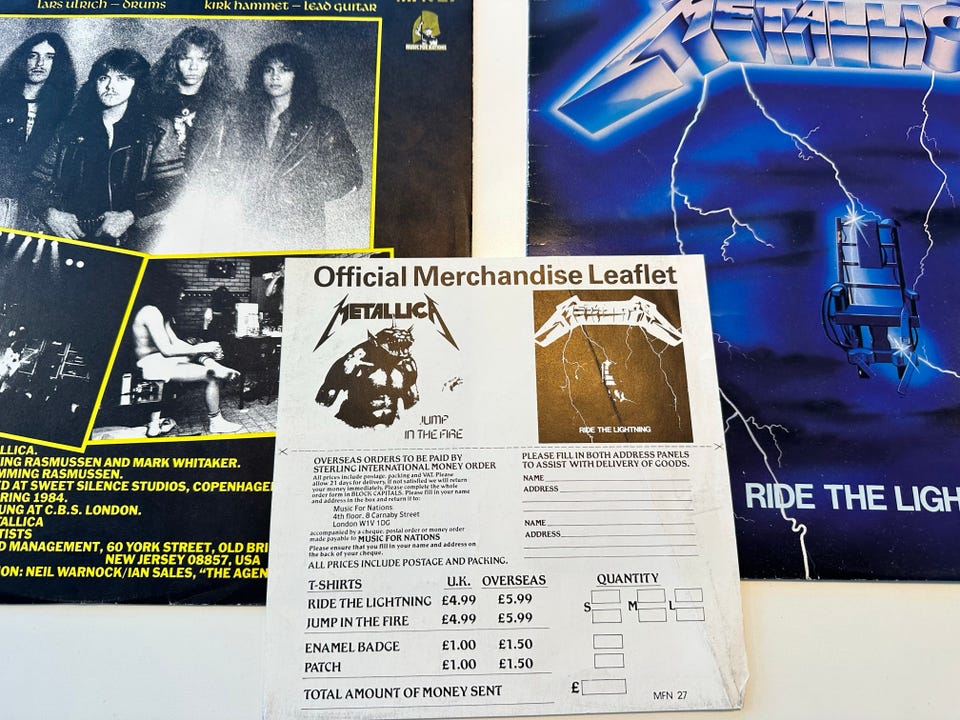 LARS ULRICH – DRUMS KIRK HAMMET – LEAD GUITAR
MUSIC FOR NATIONS
METALLIC
RIDE THE LIGH
LLICA.
ING RASMUSSEN AND MARK WHITAKER.
MMING RASMUSSEN.
D AT SWEET SILENCE STUDIOS, COPENHAGE
RING 1984.
UNG AT C.B.S. LONDON.
TALLICA
TISTS
D MANAGEMENT, 60 YORK STREET, OLD BRI
NEW JERSEY 08857, USA
ON: NEIL WARNOCK/IAN SALES, "THE AGEN
Official Merchandise Leaflet
METALLICA
JUMP
IN THE FIRE
METALLICA
RIDE THE LIGHTNING
OVERSEAS ORDERS TO BE PAID BY
STERLING INTERNATIONAL MONEY ORDER
All prices include postage, packing and VAT. Please
allow 21 days for delivery. If not satisfied we will return
your money immediately. Please complete the whole
order form in BLOCK CAPITALS. Please fill in your name
and address in the box and return it to:
Music For Nations
4th floor, 8 Carnaby Street
London W1V 1DG
accompanied by a cheque, postal order or money order
made payable to MUSIC FOR NATIONS
Please ensure that you fill in your name and address on
the back of your cheque.
ALL PRICES INCLUDE POSTAGE AND PACKING.
PLEASE FILL IN BOTH ADDRESS PANELS
TO ASSIST WITH DELIVERY OF GOODS.
NAME
ADDRESS
NAME
ADDRESS
T-SHIRTS U.K. OVERSEAS QUANTITY
RIDE THE LIGHTNING £4.99 £5.99
S M L
JUMP IN THE FIRE £4.99 £5.99
ENAMEL BADGE £1.00 £1.50
PATCH £1.00 £1.50
TOTAL AMOUNT OF MONEY SENT £
MFN 27